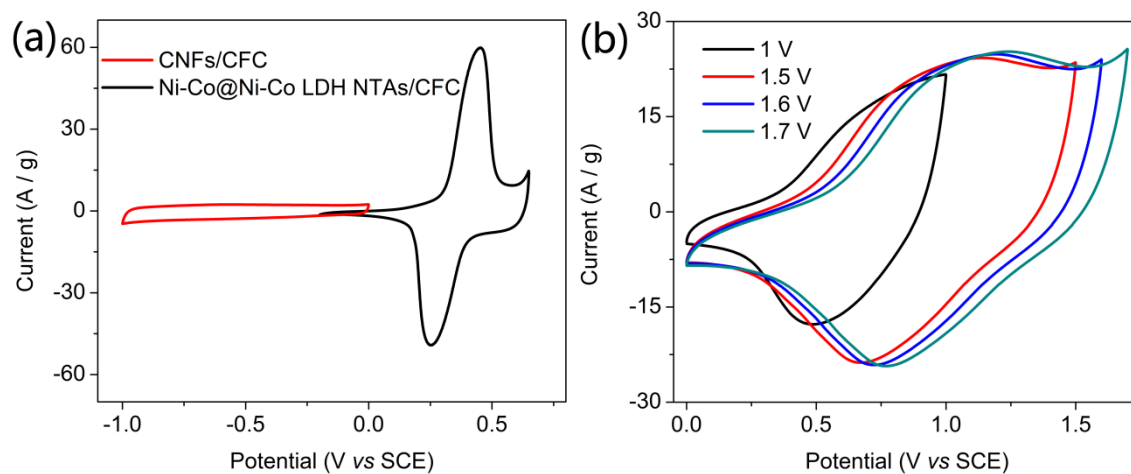 (a)
60
30
0
-30
-60
Current (A / g)
CNFs/CFC
Ni-Co@Ni-Co LDH NTAs/CFC
-1.0 -0.5 0.0 0.5
Potential (V vs SCE)
(b)
30
15
0
-15
-30
Current (A / g)
1 V
1.5 V
1.6 V
1.7 V
0.0 0.5 1.0 1.5
Potential (V vs SCE)